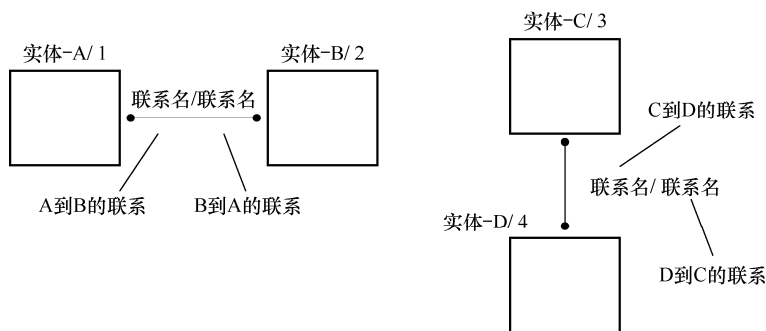 实体-A/1
实体-B/2
联系名/联系名
A到B的联系
B到A的联系
实体-C/3
C到D的联系
联系名/ 联系名
实体-D/4
D到C的联系